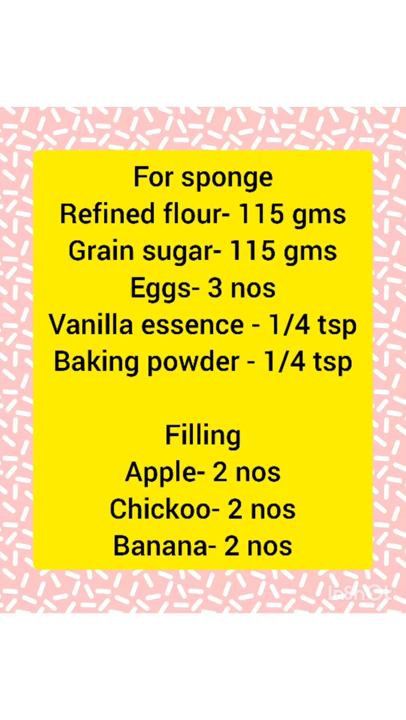 For sponge
Refined flour- 115 gms
Grain sugar- 115 gms
Eggs- 3 nos
Vanilla essence - 1/4 tsp
Baking powder - 1/4 tsp
Filling
Apple- 2 nos
Chickoo- 2 nos
Banana- 2 nos
InShOt